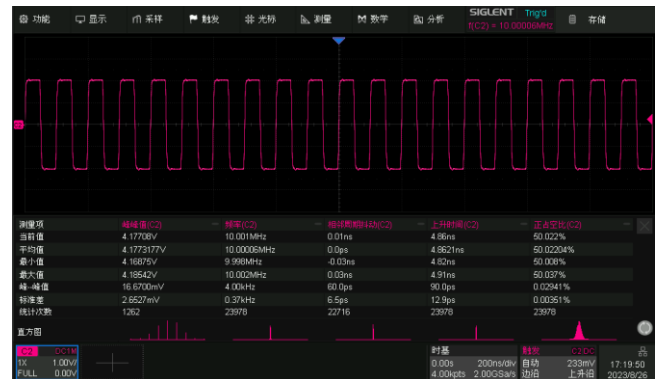 功能 显示 采样 触发 光标 测量 数学 分析 SIGLENT Trig'd 存储
f(C2) = 10.00006MHz
C2
测量项 峰峰值(C2) 频率(C2) 相邻周期抖动(C2) 上升时间(C2) 正占空比(C2)
当前值 4.17708V 10.001MHz 0.01ns 4.86ns 50.022%
平均值 4.1773177V 10.00006MHz 0.0ps 4.8621ns 50.02204%
最小值 4.16875V 9.998MHz -0.03ns 4.82ns 50.008%
最大值 4.18542V 10.002MHz 0.03ns 4.91ns 50.037%
峰--峰值 16.6700mV 4.00kHz 60.0ps 90.0ps 0.02941%
标准差 2.6527mV 0.37kHz 6.5ps 12.9ps 0.00351%
统计次数 1262 23978 22716 23978 23978
直方图
C2 DC1M 时基 触发 C2DC
1X 1.00V/ 0.00s 200ns/div 自动 233mV 17:19:50
FULL 0.00V 4.00kpts 2.00GSa/s 边沿 上升沿 2023/8/26